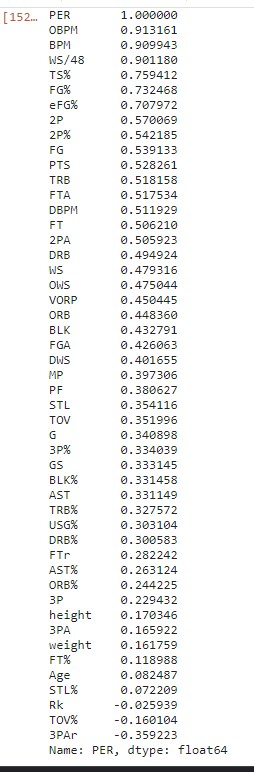 [152... PER 1.000000
OBPM 0.913161
BPM 0.909943
WS/48 0.901180
TS% 0.759412
FG% 0.732468
eFG% 0.707972
2P 0.570069
2P% 0.542185
FG 0.539133
PTS 0.528261
TRB 0.518158
FTA 0.517534
DBPM 0.511929
FT 0.506210
2PA 0.505923
DRB 0.494924
WS 0.479316
OWS 0.475044
VORP 0.450445
ORB 0.448360
BLK 0.432791
FGA 0.426063
DWS 0.401655
MP 0.397306
PF 0.380627
STL 0.354116
TOV 0.351996
G 0.340898
3P% 0.334039
GS 0.333145
BLK% 0.331458
AST 0.331149
TRB% 0.327572
USG% 0.303104
DRB% 0.300583
FTr 0.282242
AST% 0.263124
ORB% 0.244225
3P 0.229432
height 0.170346
3PA 0.165922
weight 0.161759
FT% 0.118988
Age 0.082487
STL% 0.072209
Rk -0.025939
TOV% -0.160104
3PAr -0.359223
Name: PER, dtype: float64